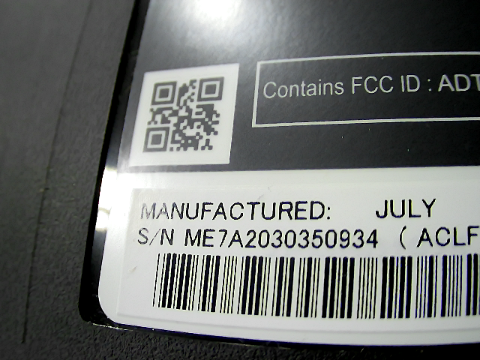 Contains FCC ID : ADT
MANUFACTURED: JULY
S/N ME7A2030350934 ( ACLF